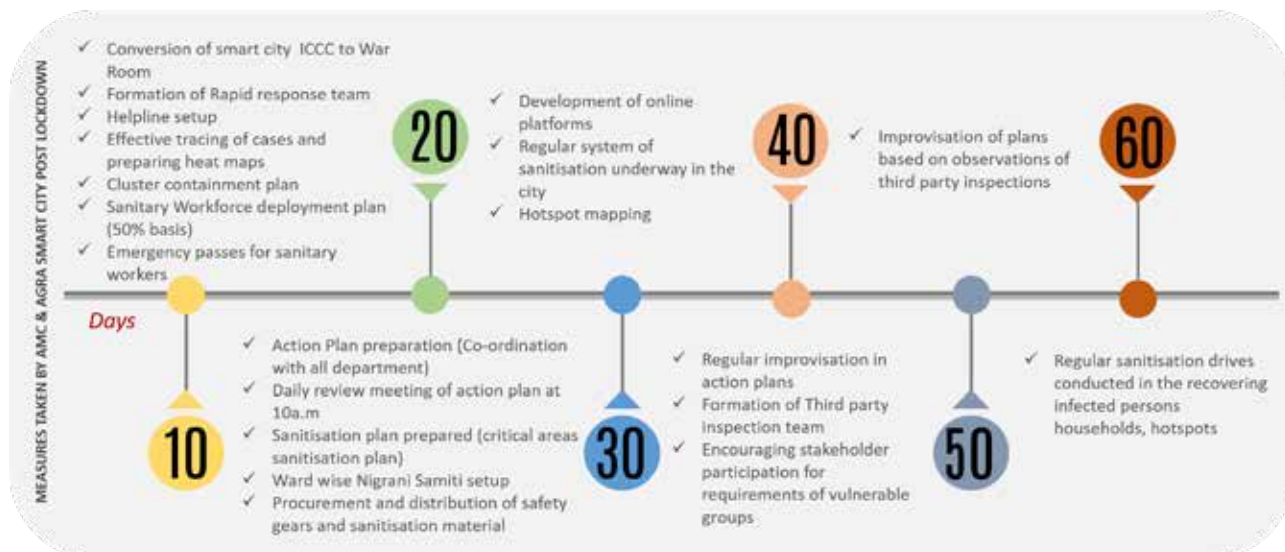 MEASURES TAKEN BY AMC & AGRA SMART CITY POST LOCKDOWN
✓ Conversion of smart city ICCC to War
Room
✓ Formation of Rapid response team
✓ Helpline setup
✓ Effective tracing of cases and
preparing heat maps
✓ Cluster containment plan
✓ Sanitary Workforce deployment plan
(50% basis)
✓ Emergency passes for sanitary
workers
20
✓ Development of online
platforms
✓ Regular system of
sanitisation underway in the
city
✓ Hotspot mapping
40
✓ Improvisation of plans
based on observations of
third party inspections
60
Days
10
✓ Action Plan preparation (Co-ordination
with all department)
✓ Daily review meeting of action plan at
10a.m
✓ Sanitisation plan prepared (critical areas
sanitisation plan)
✓ Ward wise Nigrani Samiti setup
✓ Procurement and distribution of safety
gears and sanitisation material
30
✓ Regular improvisation in
action plans
✓ Formation of Third party
inspection team
✓ Encouraging stakeholder
participation for
requirements of vulnerable
groups
50
✓ Regular sanitisation drives
conducted in the recovering
infected persons
households, hotspots